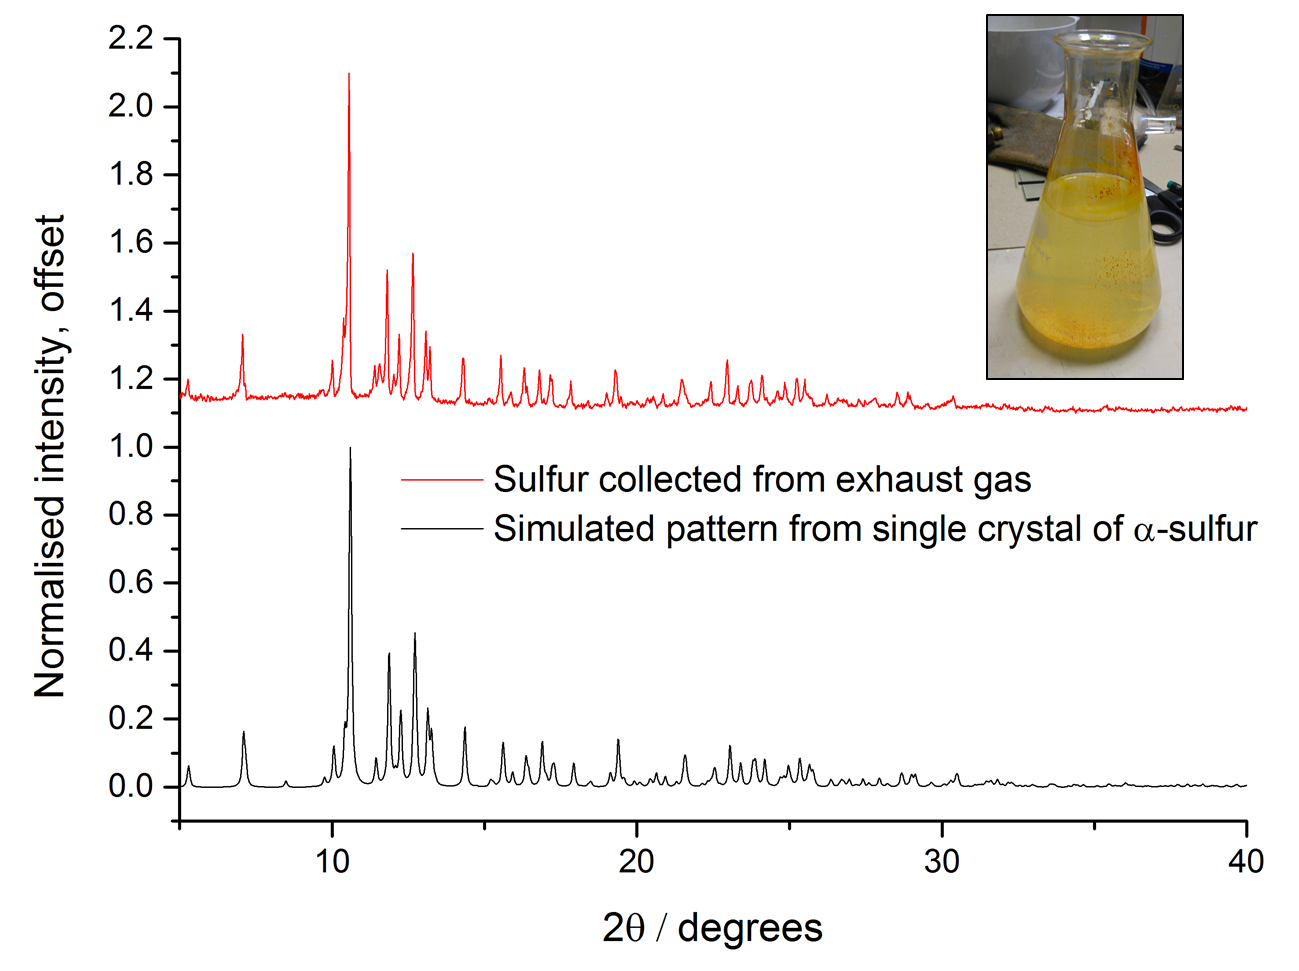 2.2
2.0
1.8
1.6
1.4
1.2
1.0
0.8
0.6
0.4
0.2
0.0
Normalised intensity, offset
Sulfur collected from exhaust gas
Simulated pattern from single crystal of α-sulfur
10 20 30 40
2θ / degrees